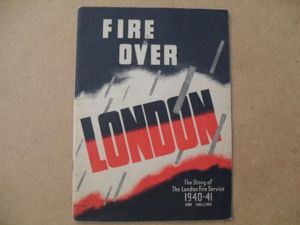 FIRE
OVER
LONDON
The Story of
The London Fire Service
1940-41
ONE SHILLING